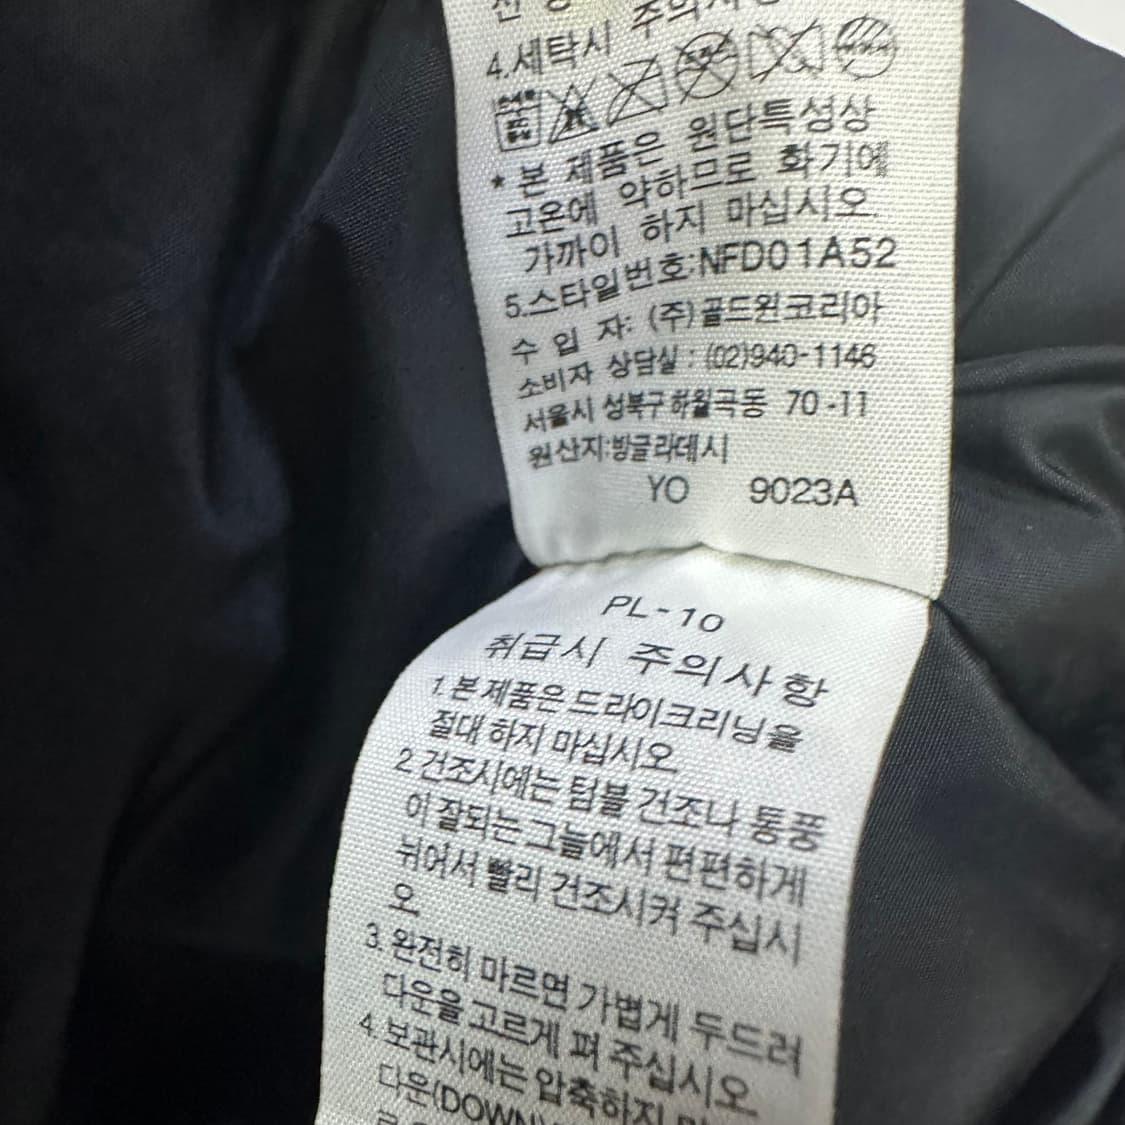 4.세탁시 주의사항
* 본 제품은 원단특성상
고온에 약하므로 화기에
가까이 하지 마십시오.
5.스타일번호:NFD01A52
수 입 자: (주)골드윈코리아
소비자 상담실 : (02)940-1146
서울시 성북구 하월곡동 70-11
원산지:방글라데시
YO 9023A
PL-10
취급시 주의사항
1.본 제품은 드라이크리닝을
절대 하지 마십시오.
2 건조시에는 텀블 건조나 통풍
이 잘되는 그늘에서 편편하게
뉘어서 빨리 건조시켜 주십시
오
3. 완전히 마르면 가볍게 두드려
다운을 고르게 펴 주십시오.
4.보관시에는 압축하지
다운(DOWN)